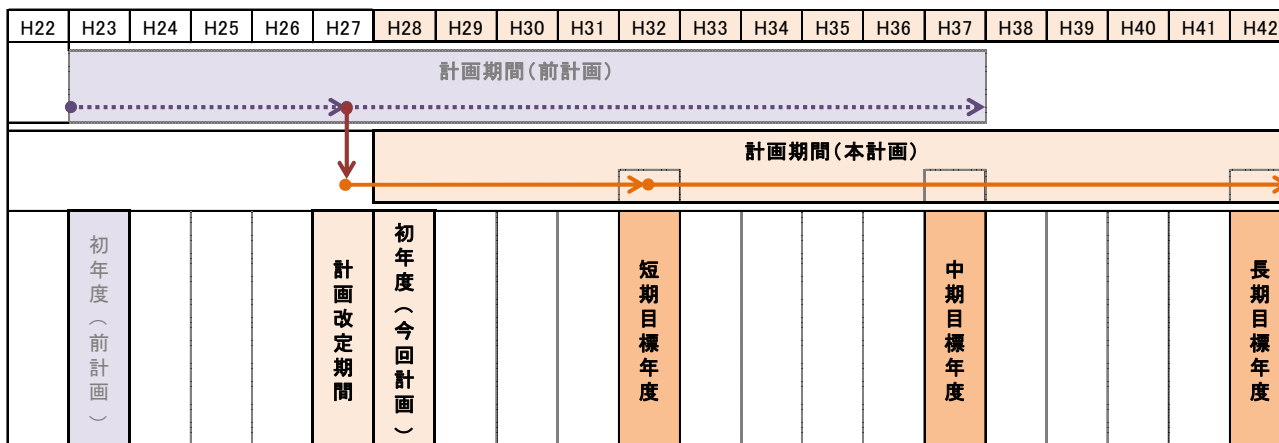 H22 H23 H24 H25 H26 H27 H28 H29 H30 H31 H32 H33 H34 H35 H36 H37 H38 H39 H40 H41 H42
計画期間(前計画)
計画期間(本計画)
初年度(前計画)
計画改定期間
初年度(今回計画)
短期目標年度
中期目標年度
長期目標年度